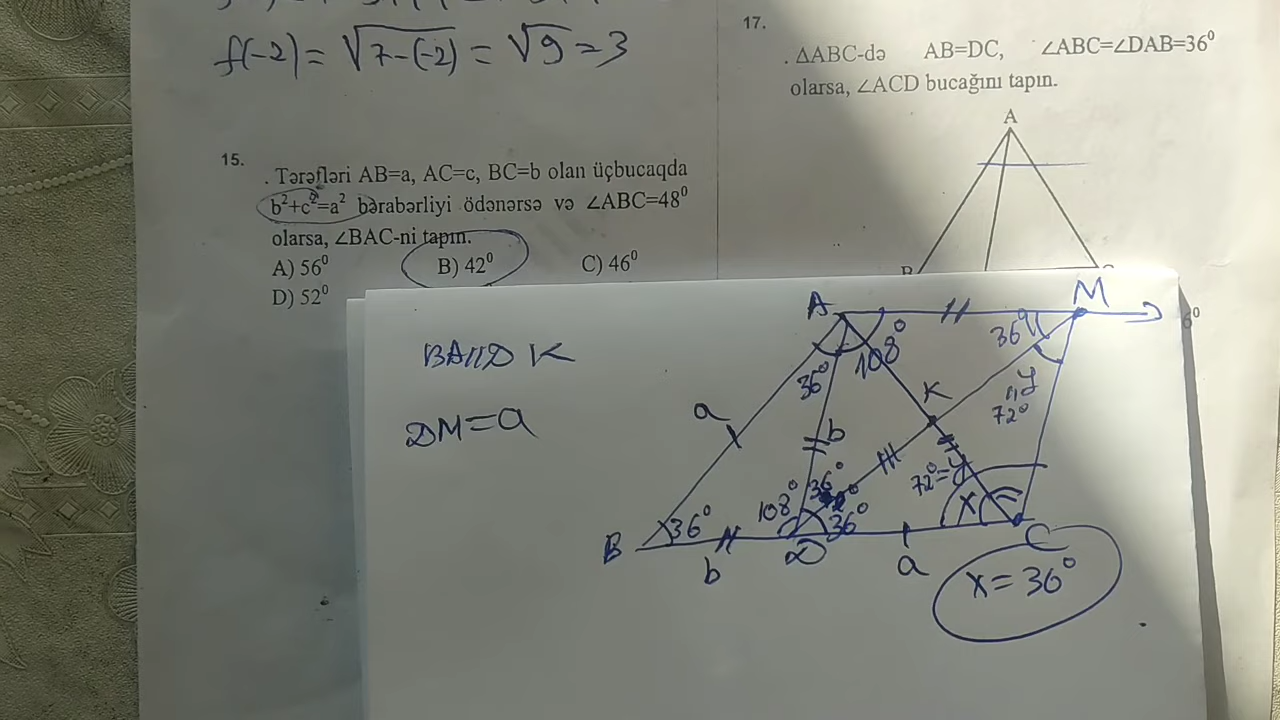 f(-2) = √7-(-2) = √9 = 3
15.
. Tərəfləri AB=a, AC=c, BC=b olan üçbucaqda
b²+c²=a² bərabərliyi ödənərsə və ∠ABC=48⁰
olarsa, ∠BAC-ni tapın.
A) 56⁰ B) 42⁰ C) 46⁰
D) 52⁰
17.
. ΔABC-də AB=DC, ∠ABC=∠DAB=36⁰
olarsa, ∠ACD bucağını tapın.
A
B
BA//DK
DM=a
A M
36° 108° 36°
a K y
b 72°
36° 72°=y
108° 36° x
B 36° D C
b a
x=36°